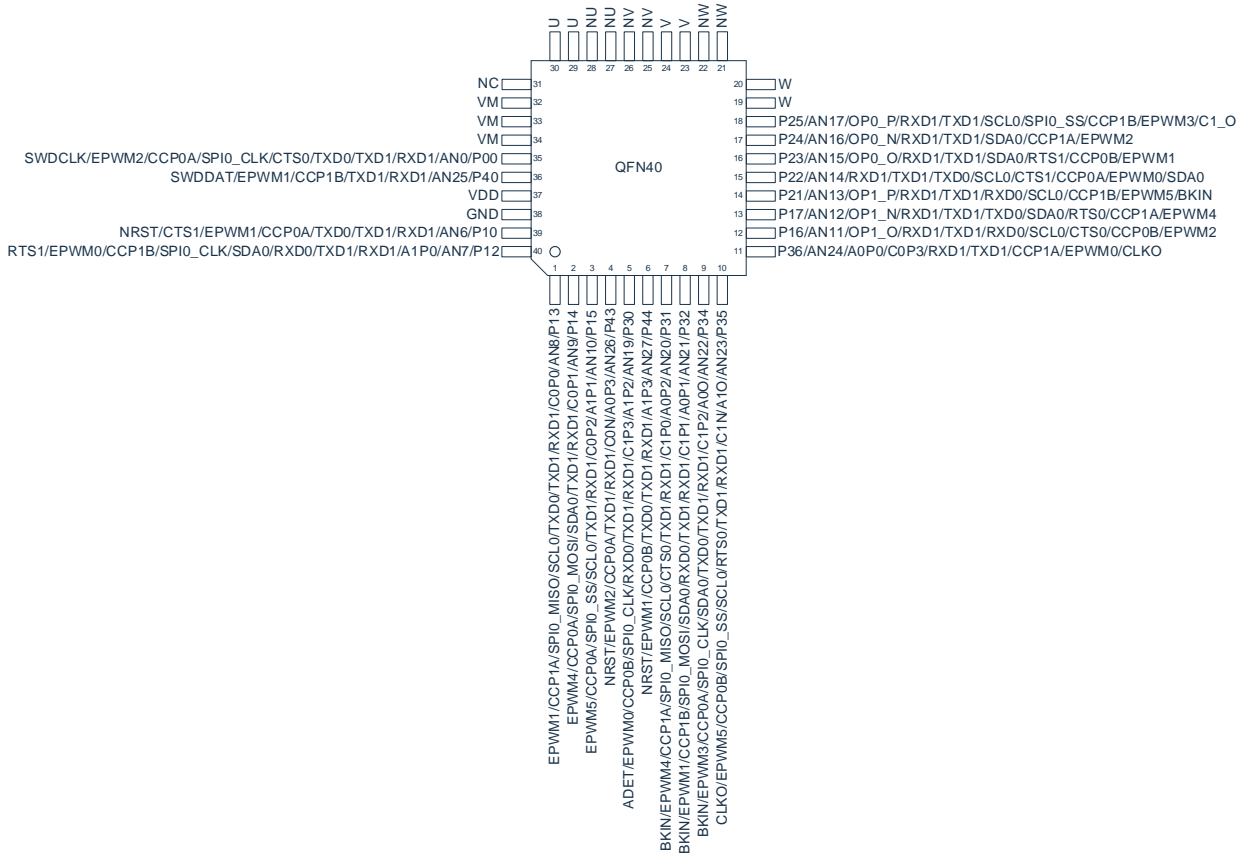 U
U
NU
NU
NV
NV
V
V
NW
NW
30
29
28
27
26
25
24
23
22
21
NC 31
VM 32
VM 33
VM 34
SWDCLK/EPWM2/CCP0A/SPI0_CLK/CTS0/TXD0/TXD1/RXD1/AN0/P00 35
SWDDAT/EPWM1/CCP1B/TXD1/RXD1/AN25/P40 36
VDD 37
GND 38
NRST/CTS1/EPWM1/CCP0A/TXD0/TXD1/RXD1/AN6/P10 39
RTS1/EPWM0/CCP1B/SPI0_CLK/SDA0/RXD0/TXD1/RXD1/A1P0/AN7/P12 40
QFN40
20 W
19 W
18 P25/AN17/OP0_P/RXD1/TXD1/SCL0/SPI0_SS/CCP1B/EPWM3/C1_O
17 P24/AN16/OP0_N/RXD1/TXD1/SDA0/CCP1A/EPWM2
16 P23/AN15/OP0_O/RXD1/TXD1/SDA0/RTS1/CCP0B/EPWM1
15 P22/AN14/RXD1/TXD1/TXD0/SCL0/CTS1/CCP0A/EPWM0/SDA0
14 P21/AN13/OP1_P/RXD1/TXD1/RXD0/SCL0/CCP1B/EPWM5/BKIN
13 P17/AN12/OP1_N/RXD1/TXD1/TXD0/SDA0/RTS0/CCP1A/EPWM4
12 P16/AN11/OP1_O/RXD1/TXD1/RXD0/SCL0/CTS0/CCP0B/EPWM2
11 P36/AN24/A0P0/C0P3/RXD1/TXD1/CCP1A/EPWM0/CLKO
1
2
3
4
5
6
7
8
9
10
EPWM1/CCP1A/SPI0_MISO/SCL0/TXD0/TXD1/RXD1/C0P0/AN8/P13
EPWM4/CCP0A/SPI0_MOSI/SDA0/TXD1/RXD1/C0P1/AN9/P14
EPWM5/CCP0A/SPI0_SS/SCL0/TXD1/RXD1/C0P2/A1P1/AN10/P15
NRST/EPWM2/CCP0A/TXD1/RXD1/C0N/A0P3/AN26/P43
ADET/EPWM0/CCP0B/SPI0_CLK/RXD0/TXD1/RXD1/C1P3/A1P2/AN19/P30
NRST/EPWM1/CCP0B/TXD0/TXD1/RXD1/A1P3/AN27/P44
BKIN/EPWM4/CCP1A/SPI0_MISO/SCL0/CTS0/TXD1/RXD1/C1P0/A0P2/AN20/P31
BKIN/EPWM1/CCP1B/SPI0_MOSI/SDA0/RXD0/TXD1/RXD1/C1P1/A0P1/AN21/P32
BKIN/EPWM3/CCP0A/SPI0_CLK/SDA0/TXD0/TXD1/RXD1/C1P2/A0O/AN22/P34
CLKO/EPWM5/CCP0B/SPI0_SS/SCL0/RTS0/TXD1/RXD1/C1N/A1O/AN23/P35